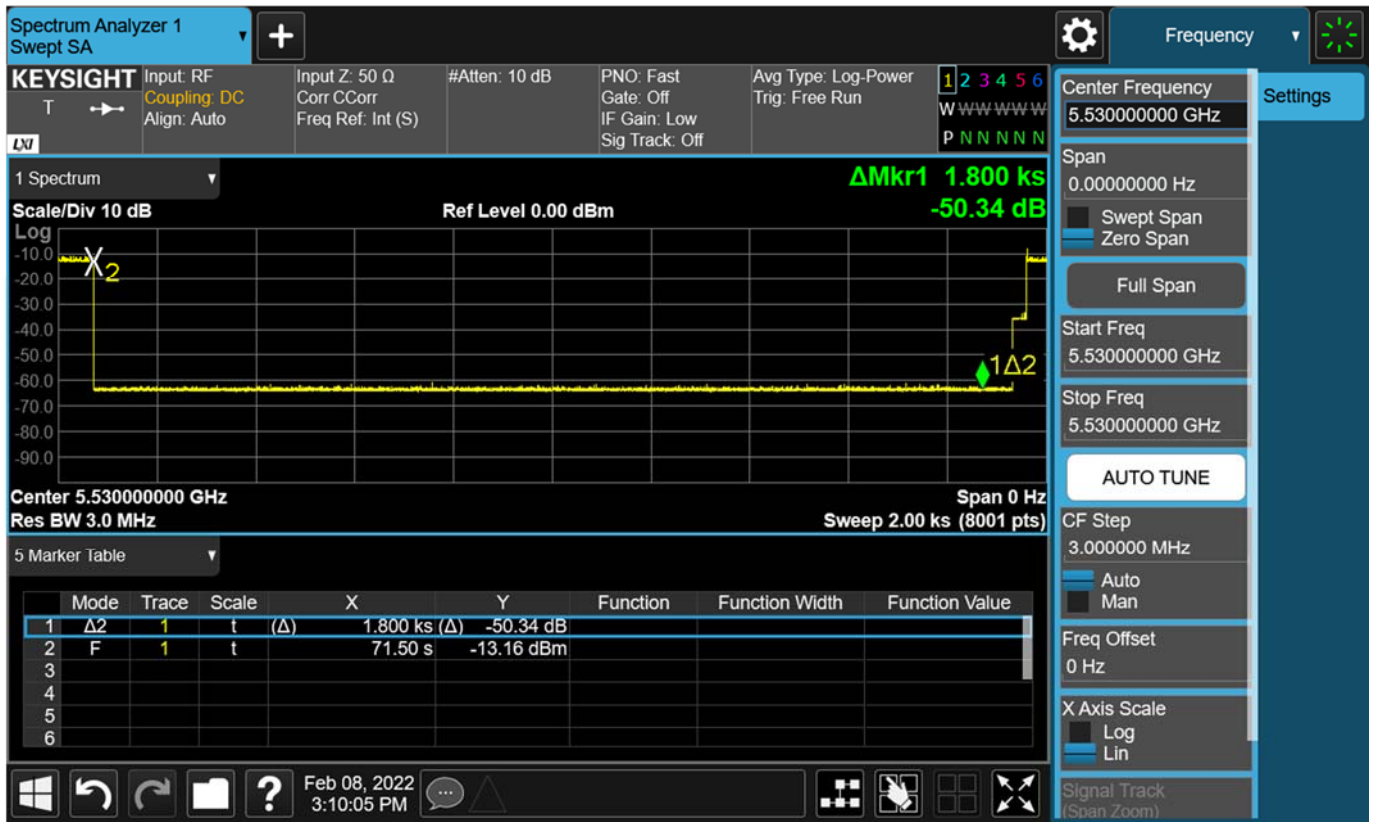 Spectrum Analyzer 1
Swept SA
Frequency
KEYSIGHT
T
LXI
Input: RF
Coupling: DC
Align: Auto
Input Z: 50 Ω
Corr CCorr
Freq Ref: Int (S)
#Atten: 10 dB
PNO: Fast
Gate: Off
IF Gain: Low
Sig Track: Off
Avg Type: Log-Power
Trig: Free Run
1 2 3 4 5 6
W W W W W W
P N N N N N
1 Spectrum
ΔMkr1 1.800 ks
-50.34 dB
Scale/Div 10 dB
Ref Level 0.00 dBm
Log
-10.0
-20.0
-30.0
-40.0
-50.0
-60.0
-70.0
-80.0
-90.0
2
1Δ2
Center 5.530000000 GHz
Span 0 Hz
Res BW 3.0 MHz
Sweep 2.00 ks (8001 pts)
5 Marker Table
Mode Trace Scale X Y Function Function Width Function Value
1 Δ2 1 t (Δ) 1.800 ks (Δ) -50.34 dB
2 F 1 t 71.50 s -13.16 dBm
3
4
5
6
?
Feb 08, 2022
3:10:05 PM
Center Frequency
5.530000000 GHz
Settings
Span
0.00000000 Hz
Swept Span
Zero Span
Full Span
Start Freq
5.530000000 GHz
Stop Freq
5.530000000 GHz
AUTO TUNE
CF Step
3.000000 MHz
Auto
Man
Freq Offset
0 Hz
X Axis Scale
Log
Lin
Signal Track
(Span Zoom)